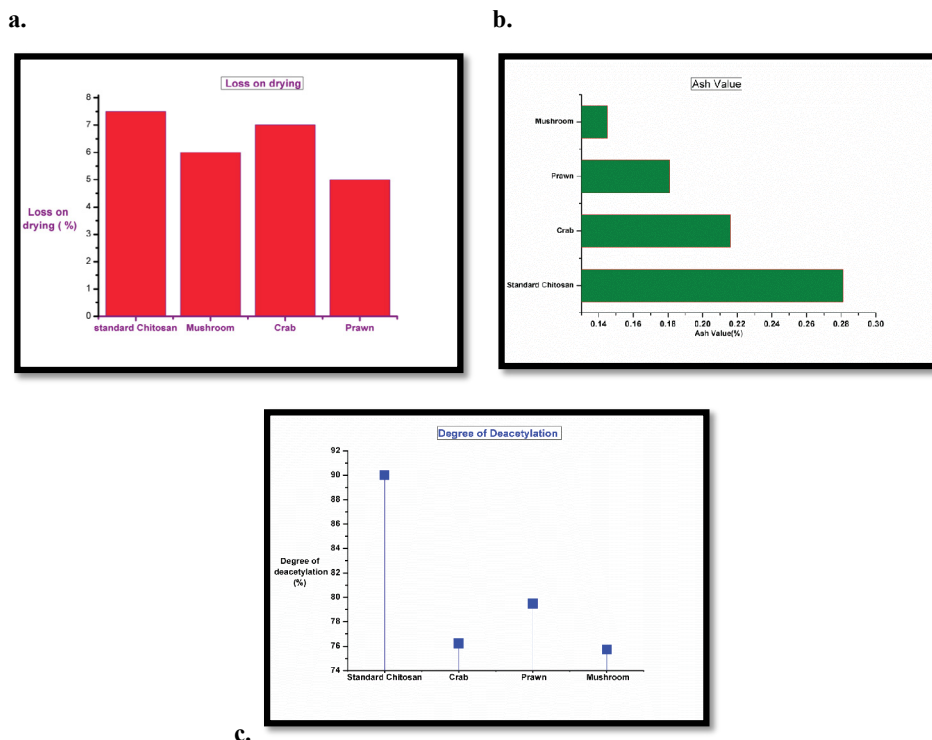 a.
b.
Loss on drying
8
7
6
5
4
3
2
1
0
Loss on
drying ( %)
standard Chitosan Mushroom Crab Prawn
Ash Value
Mushroom
Prawn
Crab
Standard Chitosan
0.14 0.16 0.18 0.20 0.22 0.24 0.26 0.28 0.30
Ash Value(%)
Degree of Deacetylation
92
90
88
86
84
82
80
78
76
74
Degree of
deacetylation
(%)
Standard Chitosan Crab Prawn Mushroom
c.